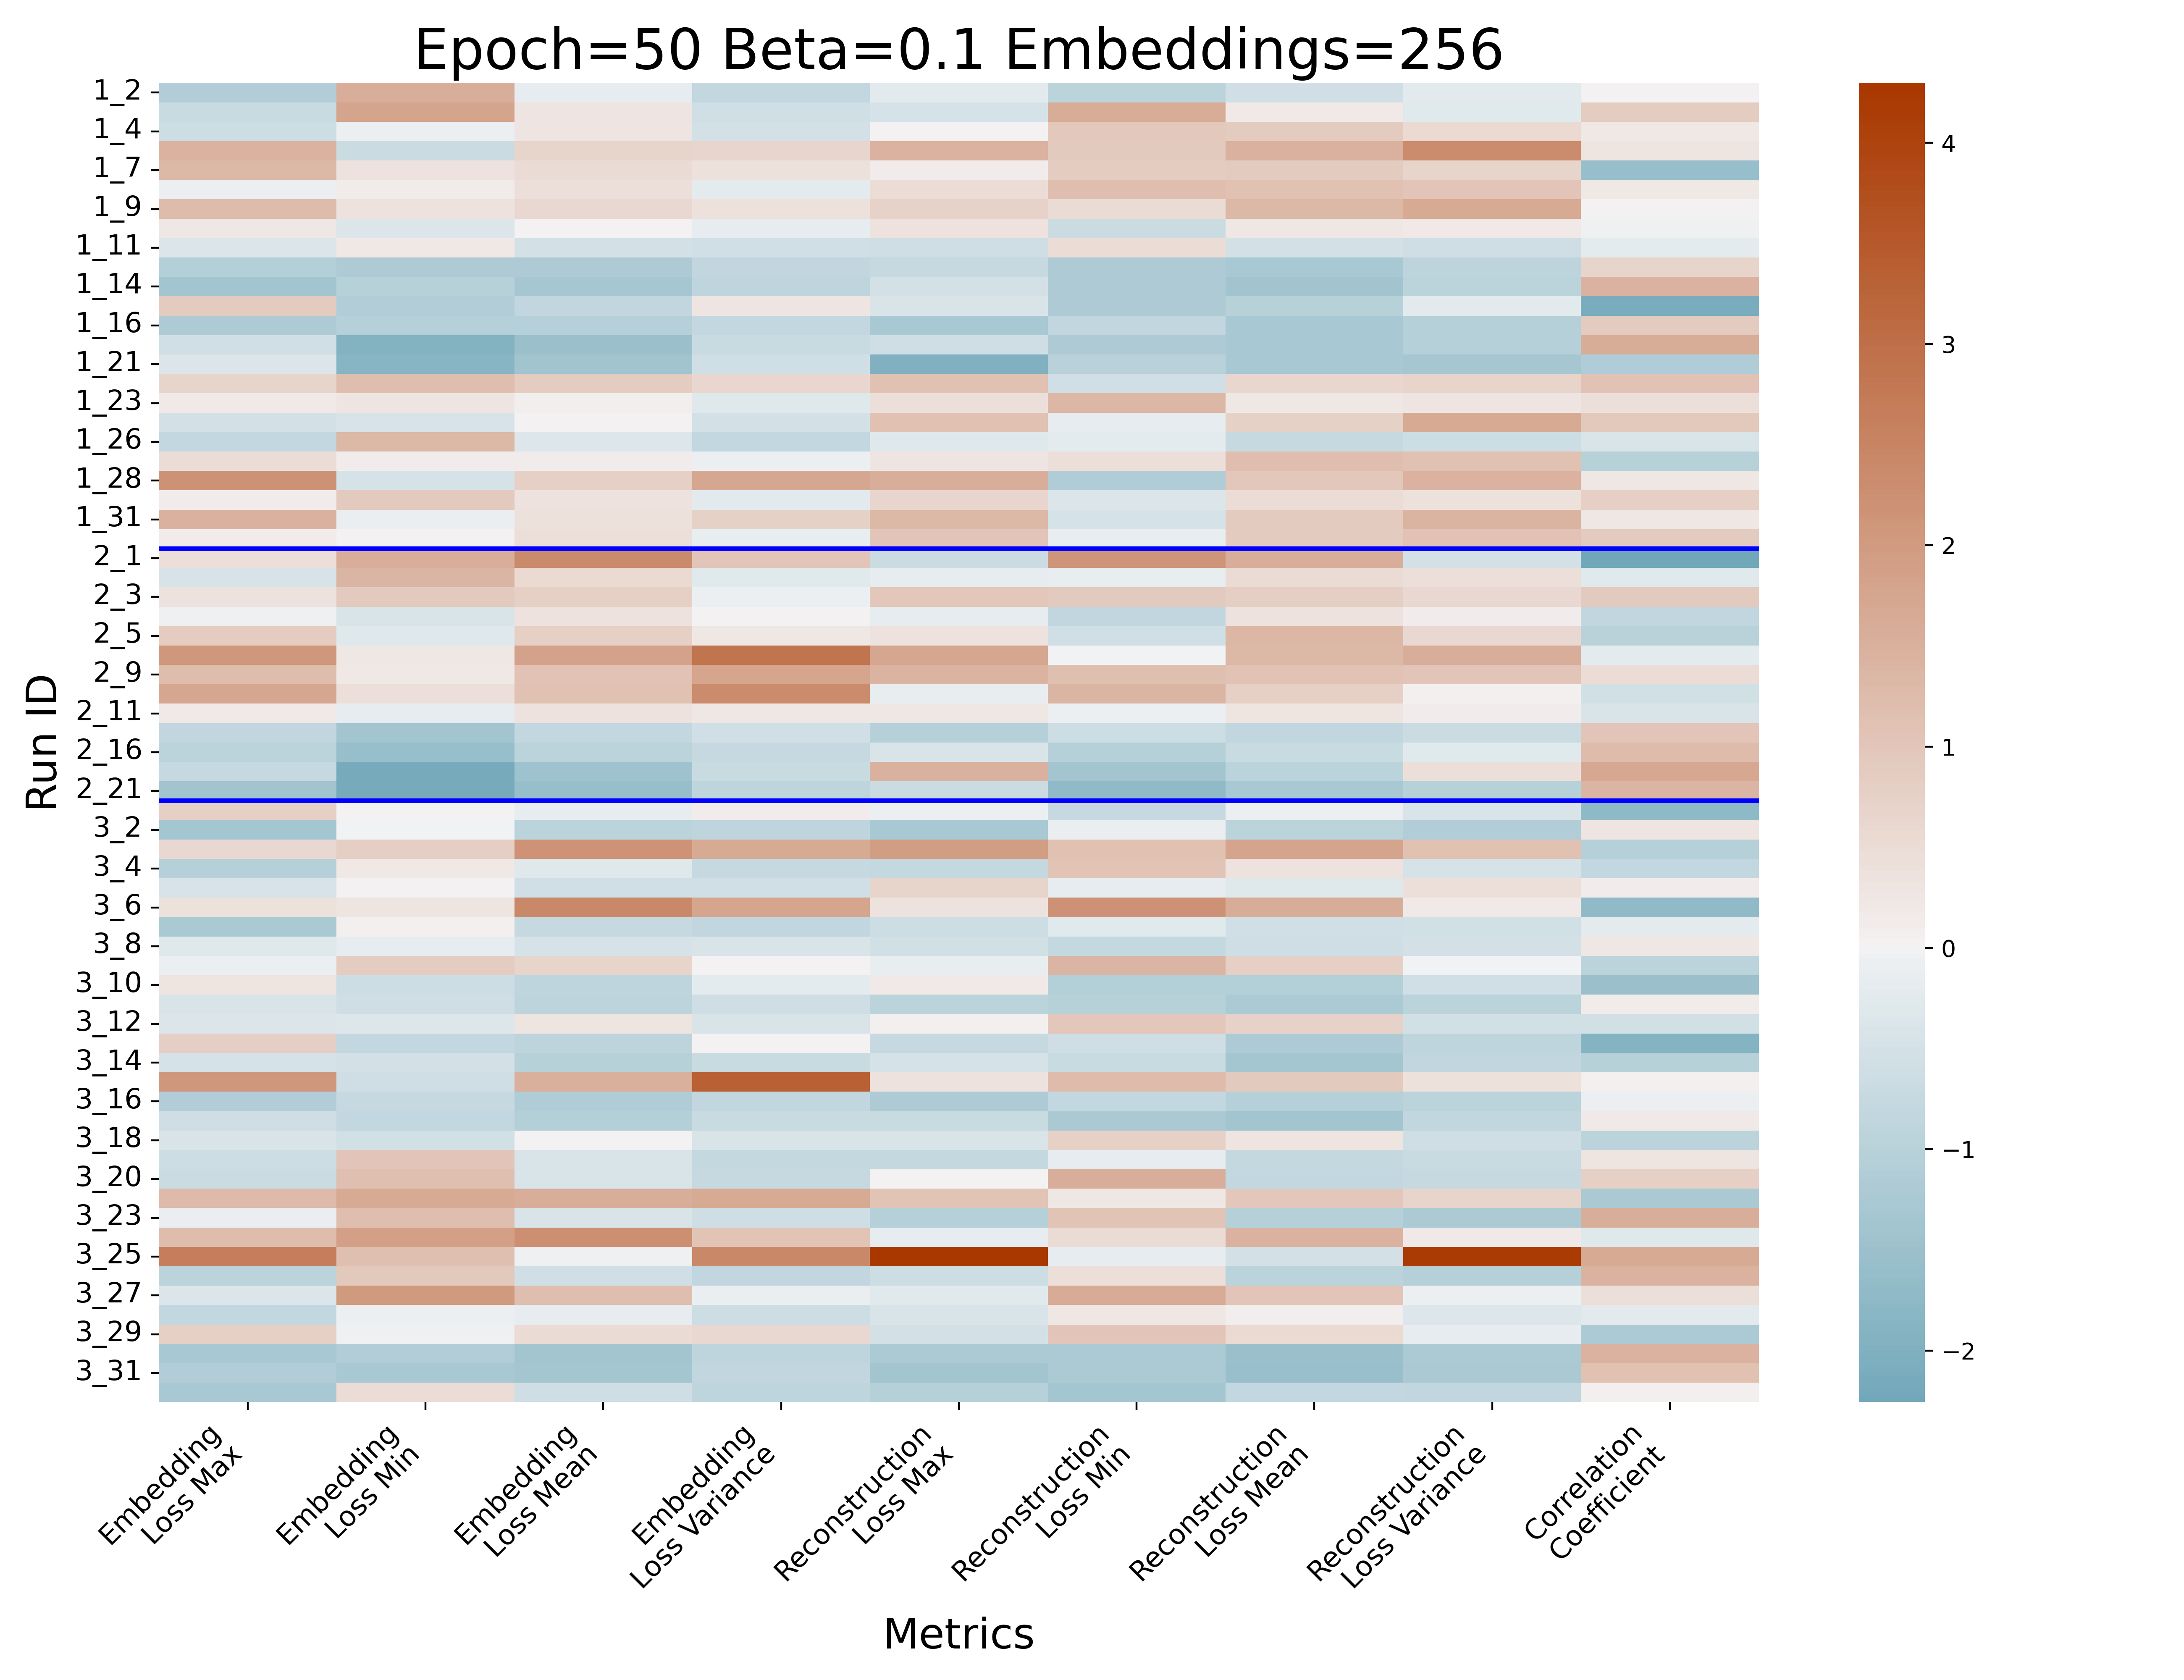 Epoch=50 Beta=0.1 Embeddings=256
Run ID
1_2
1_4
1_7
1_9
1_11
1_14
1_16
1_21
1_23
1_26
1_28
1_31
2_1
2_3
2_5
2_9
2_11
2_16
2_21
3_2
3_4
3_6
3_8
3_10
3_12
3_14
3_16
3_18
3_20
3_23
3_25
3_27
3_29
3_31
4
3
2
1
0
−1
−2
Embedding
Loss Max
Embedding
Loss Min
Embedding
Loss Mean
Embedding
Loss Variance
Reconstruction
Loss Max
Reconstruction
Loss Min
Reconstruction
Loss Mean
Reconstruction
Loss Variance
Correlation
Coefficient
Metrics